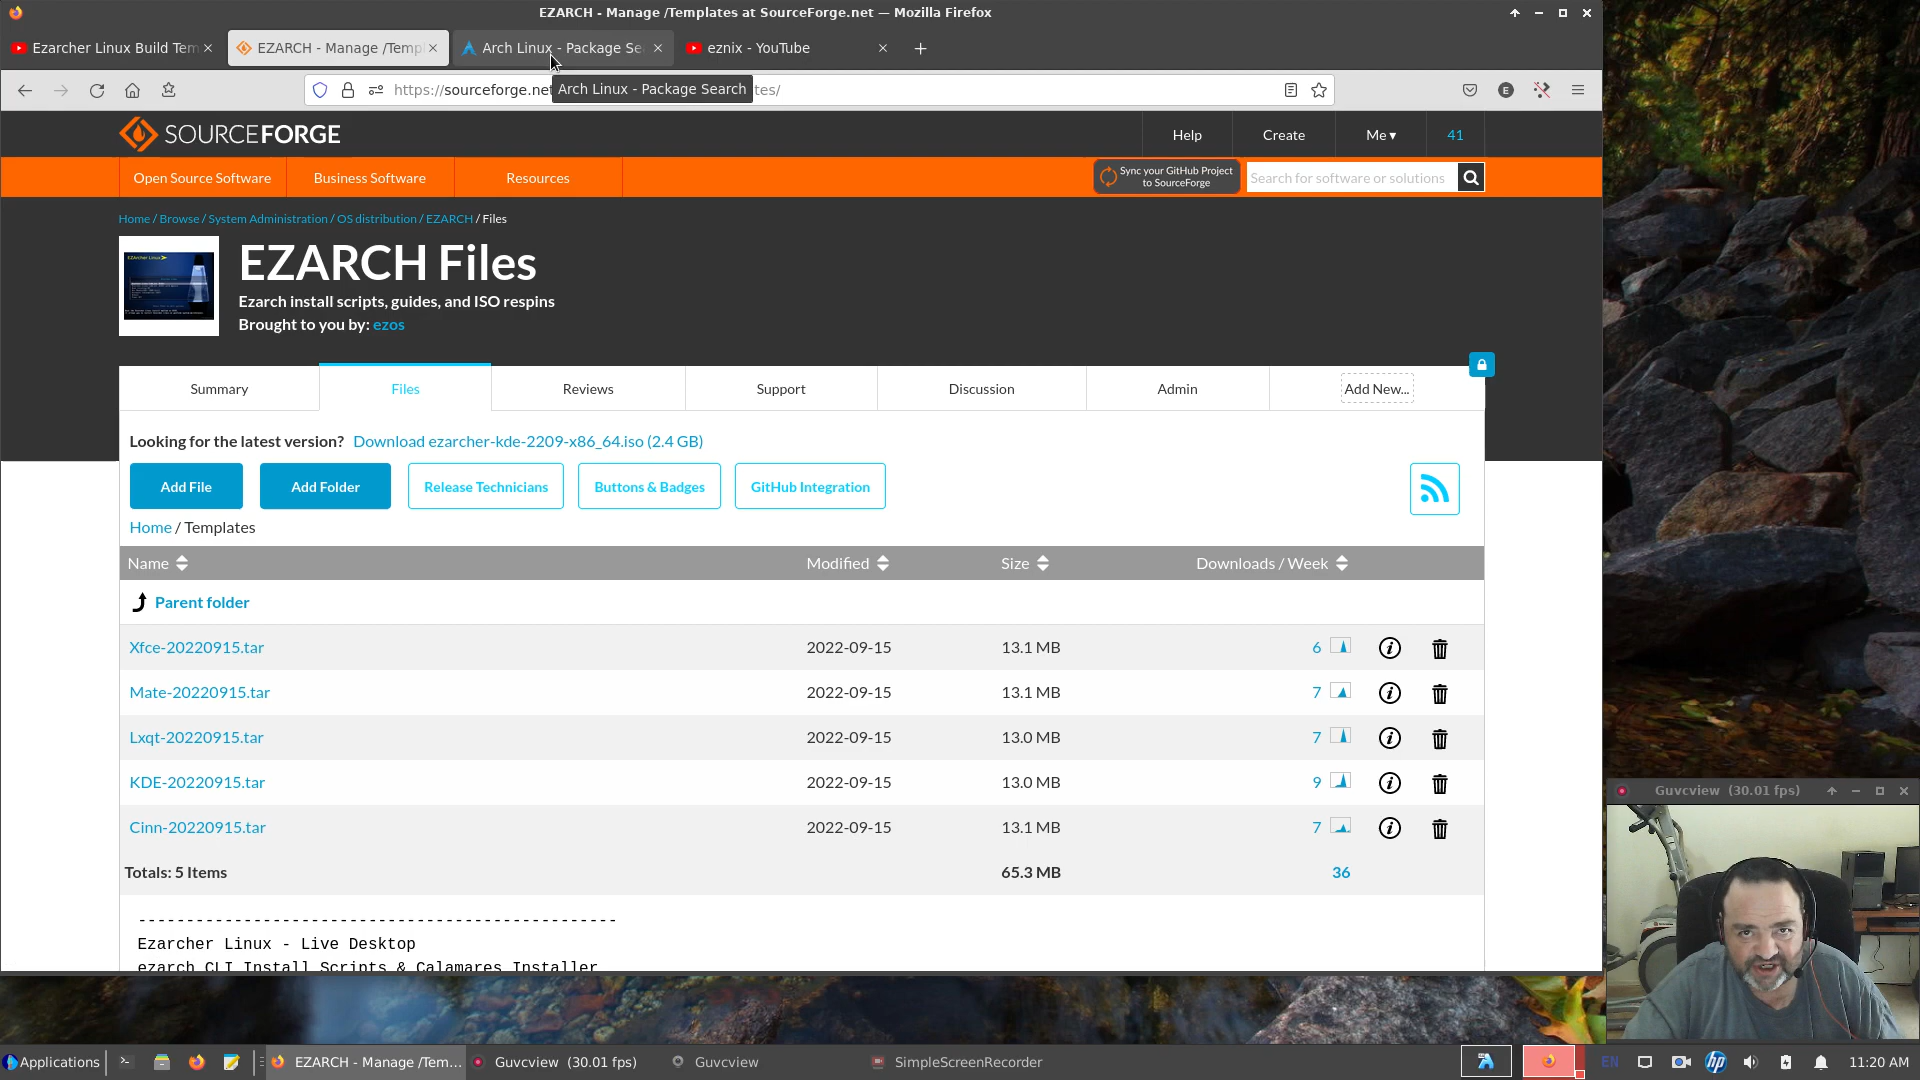 EZARCH - Manage /Templates at SourceForge.net — Mozilla Firefox
Ezarcher Linux Build Tem
EZARCH - Manage /Templ
Arch Linux - Package Se
eznix - YouTube
https://sourceforge.net
tes/
Arch Linux - Package Search
SOURCEFORGE
Help
Create
Me
41
Open Source Software
Business Software
Resources
Sync your GitHub Project
to SourceForge
Search for software or solutions
Home / Browse / System Administration / OS distribution / EZARCH / Files
EZArcher Linux
EZARCH Files
Ezarch install scripts, guides, and ISO respins
Brought to you by: ezos
Summary
Files
Reviews
Support
Discussion
Admin
Add New...
Looking for the latest version? Download ezarcher-kde-2209-x86_64.iso (2.4 GB)
Add File
Add Folder
Release Technicians
Buttons & Badges
GitHub Integration
Home / Templates
Name Modified Size Downloads / Week
Parent folder
Xfce-20220915.tar 2022-09-15 13.1 MB 6
Mate-20220915.tar 2022-09-15 13.1 MB 7
Lxqt-20220915.tar 2022-09-15 13.0 MB 7
KDE-20220915.tar 2022-09-15 13.0 MB 9
Cinn-20220915.tar 2022-09-15 13.1 MB 7
Totals: 5 Items 65.3 MB 36
------------------------------------------------
Ezarcher Linux - Live Desktop
ezarch CLI Install Scripts & Calamares Installer
Guvcview (30.01 fps)
Applications
EZARCH - Manage /Tem...
Guvcview (30.01 fps)
Guvcview
SimpleScreenRecorder
EN
hp
11:20 AM